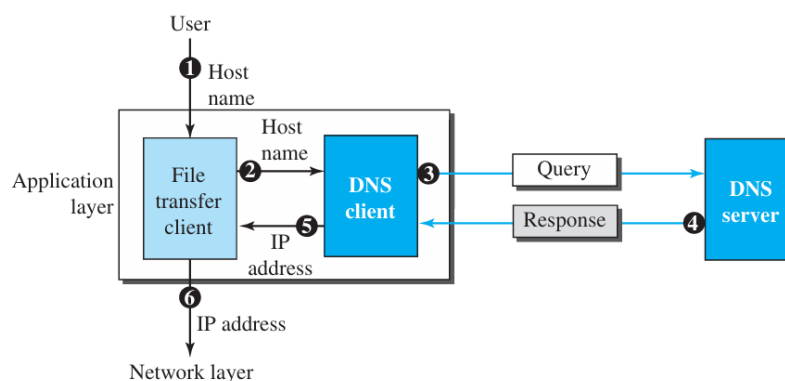 User
1
Host
name
Host
name
2
3
Query
Application
layer
File
transfer
client
DNS
client
DNS
server
5
Response
4
IP
address
6
IP address
Network layer